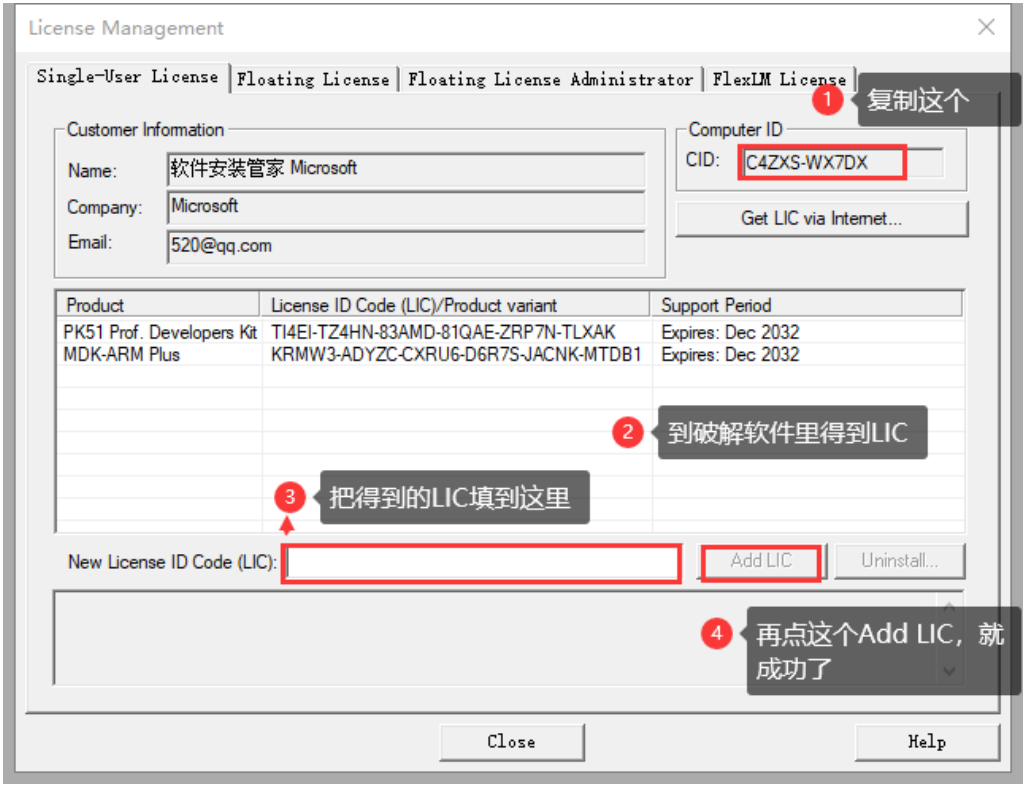 License Management
Single-User License
Floating License
Floating License Administrator
FlexLM License
1
复制这个
Customer Information
Name:
软件安装管家 Microsoft
Company:
Microsoft
Email:
520@qq.com
Computer ID
CID:
C4ZXS-WX7DX
Get LIC via Internet...
Product
License ID Code (LIC)/Product variant
Support Period
PK51 Prof. Developers Kit
TI4EI-TZ4HN-83AMD-81QAE-ZRP7N-TLXAK
Expires: Dec 2032
MDK-ARM Plus
KRMW3-ADYZC-CXRU6-D6R7S-JACNK-MTDB1
Expires: Dec 2032
2
到破解软件里得到LIC
3
把得到的LIC填到这里
New License ID Code (LIC):
Add LIC
Uninstall...
4
再点这个Add LIC，就
成功了
Close
Help